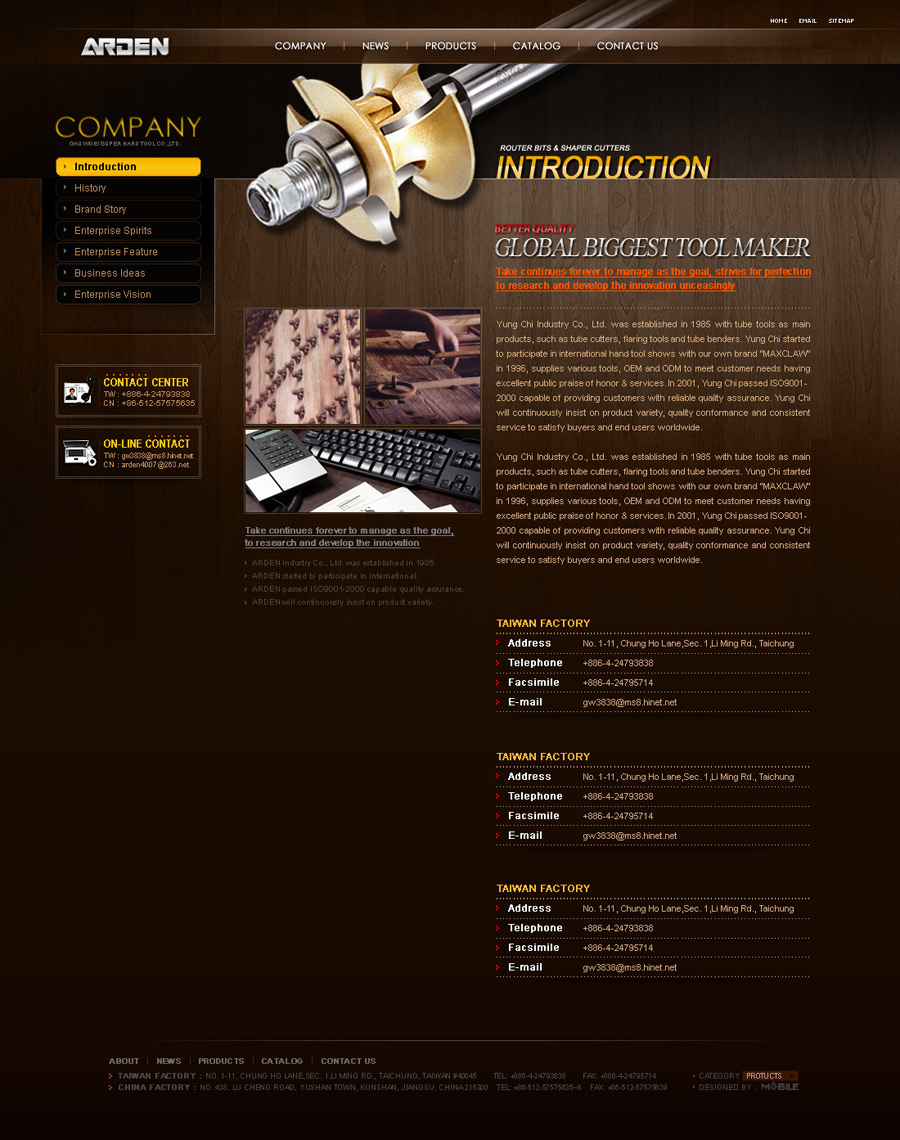 HOME EMAIL SITEMAP
ARDEN
COMPANY NEWS PRODUCTS CATALOG CONTACT US
COMPANY
GAU WGEI SUPER HARD TOOL CO.,LTD.
Introduction
History
Brand Story
Enterprise Spirits
Enterprise Feature
Business Ideas
Enterprise Vision
CONTACT CENTER
TW : +886-4-24793838
CN : +86-512-57575635
ON-LINE CONTACT
TW : gw3838@ms8.hinet.net
CN : arden4007@263.net
ROUTER BITS & SHAPER CUTTERS
INTRODUCTION
BETTER QUALITY
GLOBAL BIGGEST TOOL MAKER
Take continues forever to manage as the goal, strives for perfection
to research and develop the innovation unceasingly
Yung Chi Industry Co., Ltd. was established in 1985 with tube tools as main
products, such as tube cutters, flaring tools and tube benders. Yung Chi started
to participate in international hand tool shows with our own brand "MAXCLAW"
in 1996, supplies various tools, OEM and ODM to meet customer needs having
excellent public praise of honor & services. In 2001, Yung Chi passed ISO9001-
2000 capable of providing customers with reliable quality assurance. Yung Chi
will continuously insist on product variety, quality conformance and consistent
service to satisfy buyers and end users worldwide.
Yung Chi Industry Co., Ltd. was established in 1985 with tube tools as main
products, such as tube cutters, flaring tools and tube benders. Yung Chi started
to participate in international hand tool shows with our own brand "MAXCLAW"
in 1996, supplies various tools, OEM and ODM to meet customer needs having
excellent public praise of honor & services. In 2001, Yung Chi passed ISO9001-
2000 capable of providing customers with reliable quality assurance. Yung Chi
will continuously insist on product variety, quality conformance and consistent
service to satisfy buyers and end users worldwide.
Take continues forever to manage as the goal,
to research and develop the innovation
ARDEN Industry Co., Ltd. was established in 1985.
ARDEN started to participate in international.
ARDEN passed ISO9001-2000 capable quality assurance.
ARDEN will continuously insist on product variety.
TAIWAN FACTORY
Address No. 1-11, Chung Ho Lane,Sec. 1,Li Ming Rd., Taichung
Telephone +886-4-24793838
Facsimile +886-4-24795714
E-mail gw3838@ms8.hinet.net
TAIWAN FACTORY
Address No. 1-11, Chung Ho Lane,Sec. 1,Li Ming Rd., Taichung
Telephone +886-4-24793838
Facsimile +886-4-24795714
E-mail gw3838@ms8.hinet.net
TAIWAN FACTORY
Address No. 1-11, Chung Ho Lane,Sec. 1,Li Ming Rd., Taichung
Telephone +886-4-24793838
Facsimile +886-4-24795714
E-mail gw3838@ms8.hinet.net
ABOUT | NEWS | PRODUCTS | CATALOG | CONTACT US
TAIWAN FACTORY : NO. 1-11, CHUNG HO LANE,SEC. 1,LI MING RD., TAICHUNG, TAIWAN #40845 TEL: +886-4-24793838 FAX: +886-4-24795714
CATEGORY PROTUCTS
CHINA FACTORY : NO. 438, LU CHENG ROAD, YUSHAN TOWN, KUNSHAN, JIANGSU, CHINA215300 TEL: +86-512-57575635~8 FAX: +86-512-57575639
DESIGNED BY : MOBILE